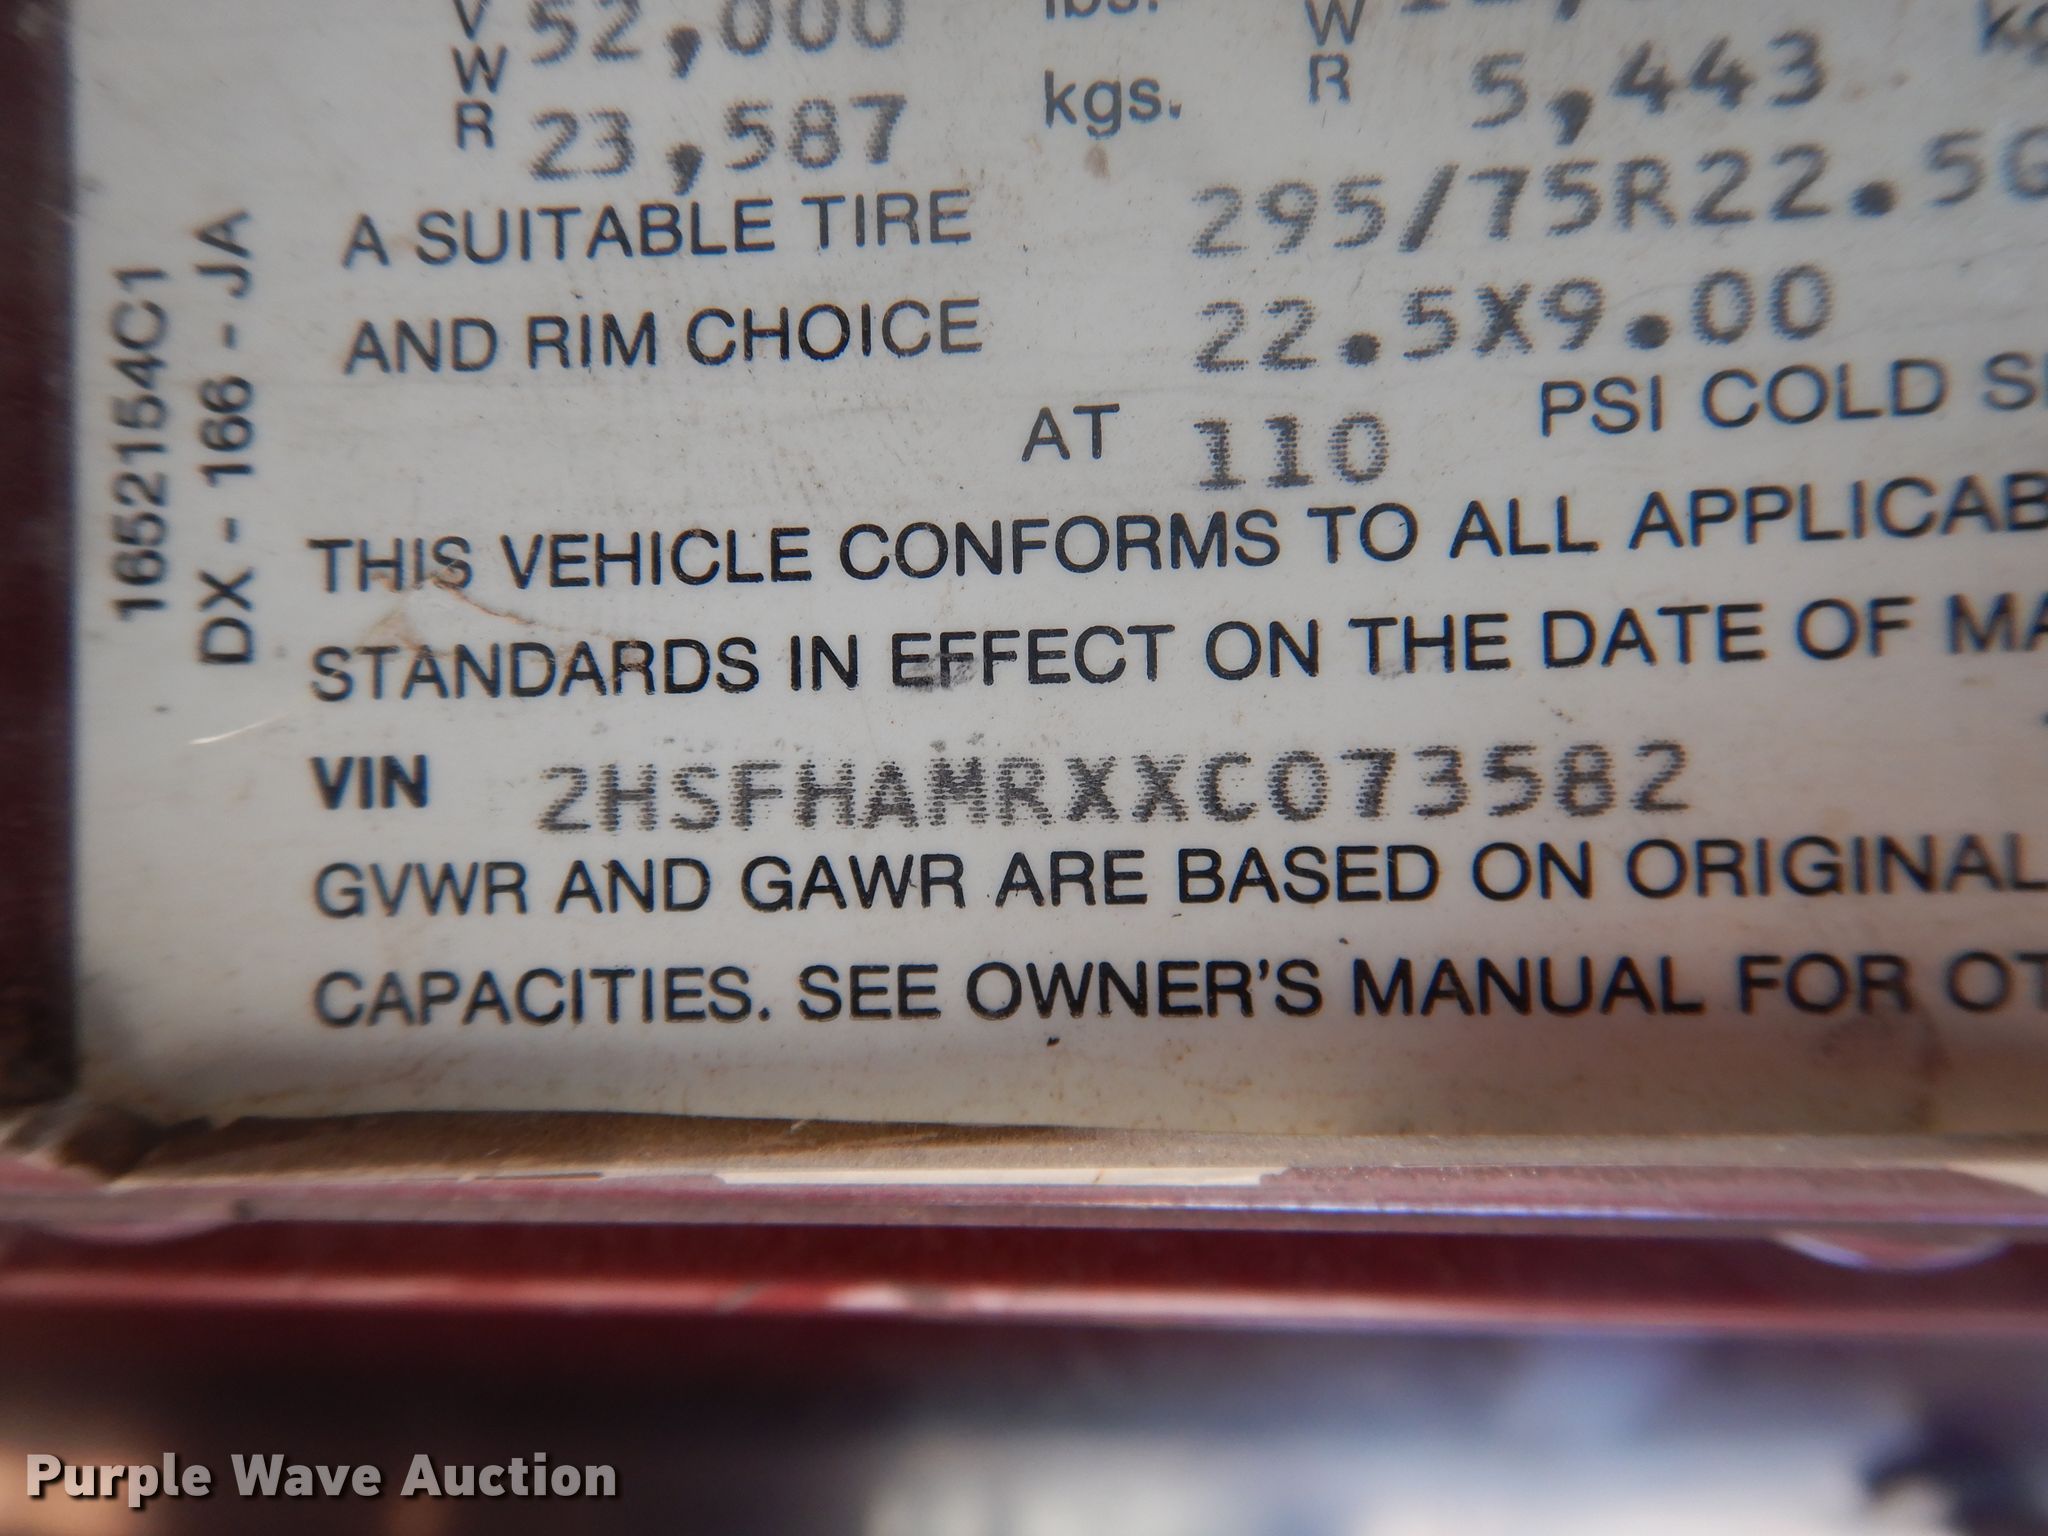 V 52,000 lbs. W
W kgs. R 5,443 kg
R 23,587
A SUITABLE TIRE 295/75R22.5G
AND RIM CHOICE 22.5X9.00
AT 110 PSI COLD
THIS VEHICLE CONFORMS TO ALL APPLICAB
STANDARDS IN EFFECT ON THE DATE OF MA
VIN 2HSFHAMRXXC073582
GVWR AND GAWR ARE BASED ON ORIGINAL
CAPACITIES. SEE OWNER'S MANUAL FOR OT
1652154C1
DX - 166 - JA
Purple Wave Auction